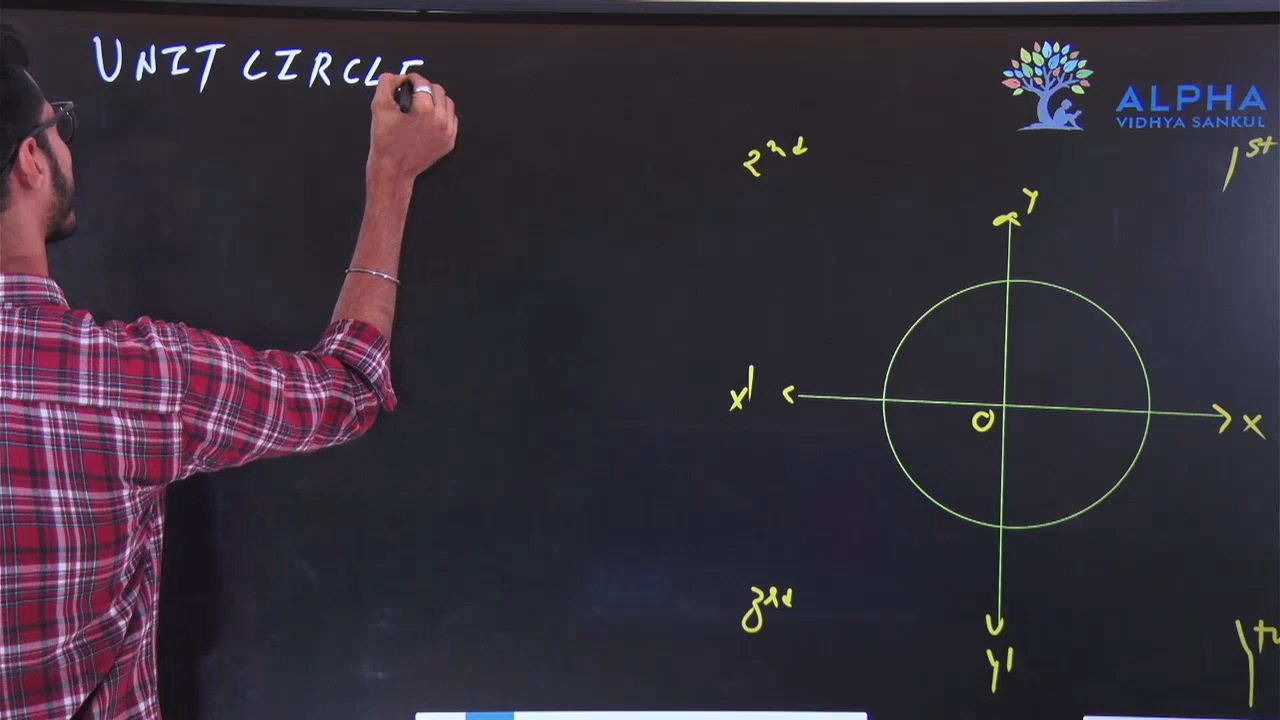 UNIT CIRCLE
ALPHA
VIDHYA SANKUL
2nd
1st
Y
X'
O
X
3rd
Y'